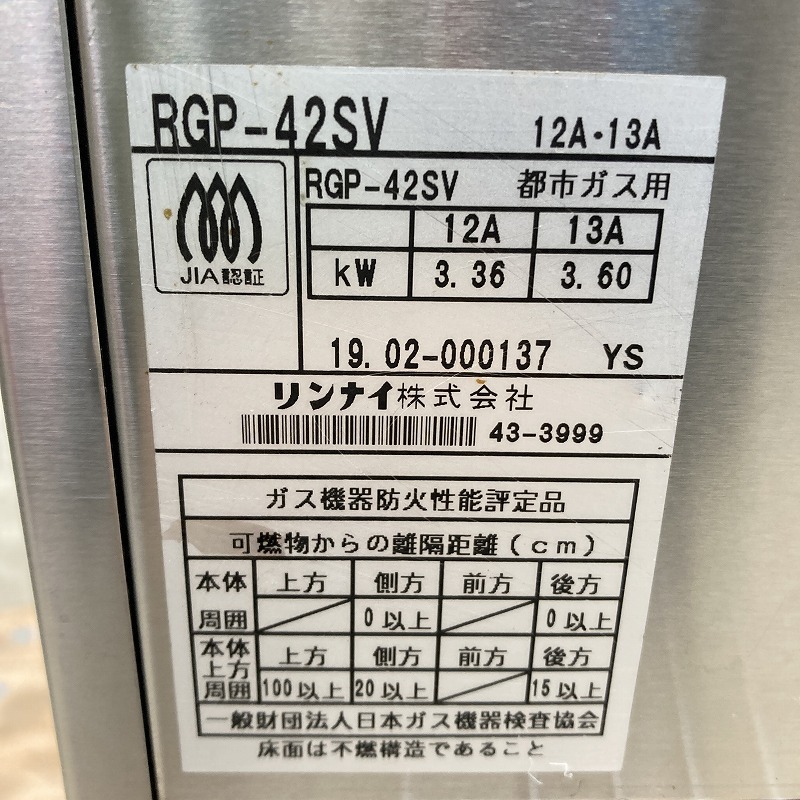 RGP-42SV 12A・13A
JIA認証
RGP-42SV 都市ガス用
12A 13A
kW 3.36 3.60
19.02-000137 YS
リンナイ株式会社
43-3999
ガス機器防火性能評定品
可燃物からの離隔距離(cm)
本体 上方 側方 前方 後方
周囲 0以上 0以上
本体
上方 上方 側方 前方 後方
周囲 100以上 20以上 15以上
一般財団法人日本ガス機器検査協会
床面は不燃構造であること